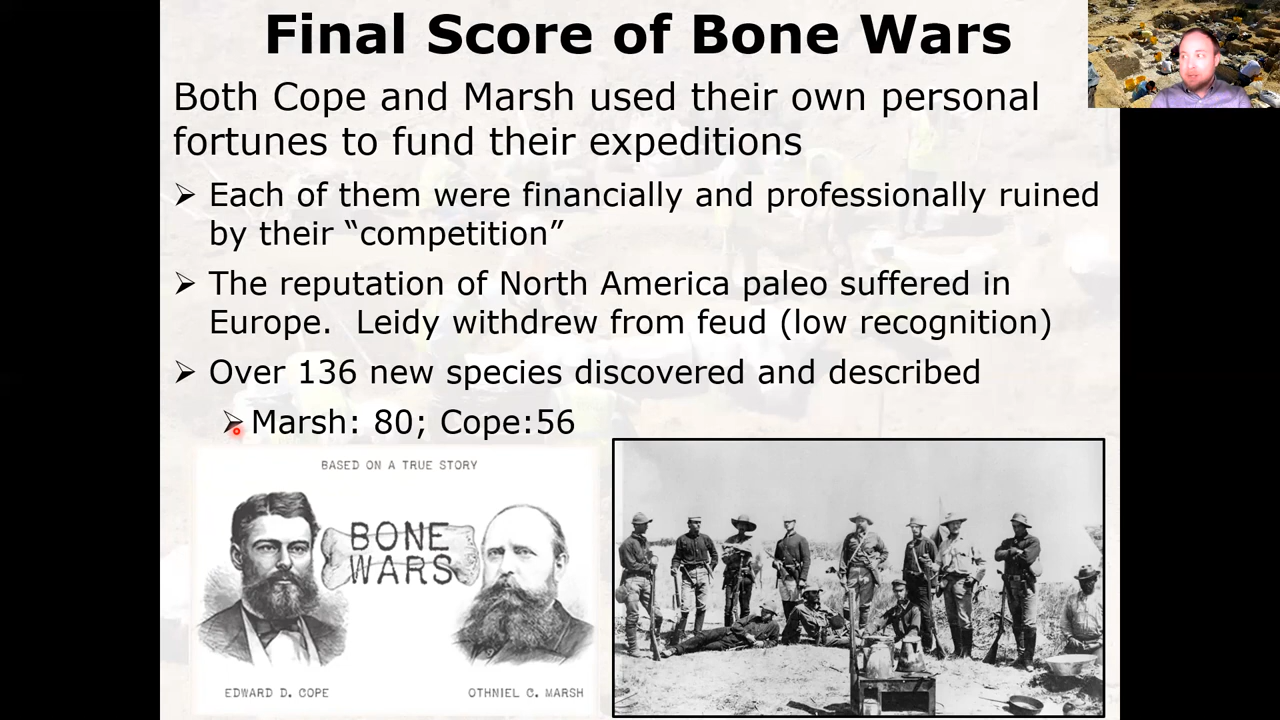 Final Score of Bone Wars
Both Cope and Marsh used their own personal
fortunes to fund their expeditions
➢ Each of them were financially and professionally ruined
by their “competition”
➢ The reputation of North America paleo suffered in
Europe.  Leidy withdrew from feud (low recognition)
➢ Over 136 new species discovered and described
➢ Marsh: 80; Cope:56
BASED ON A TRUE STORY
BONE
WARS
EDWARD D. COPE
OTHNIEL C. MARSH